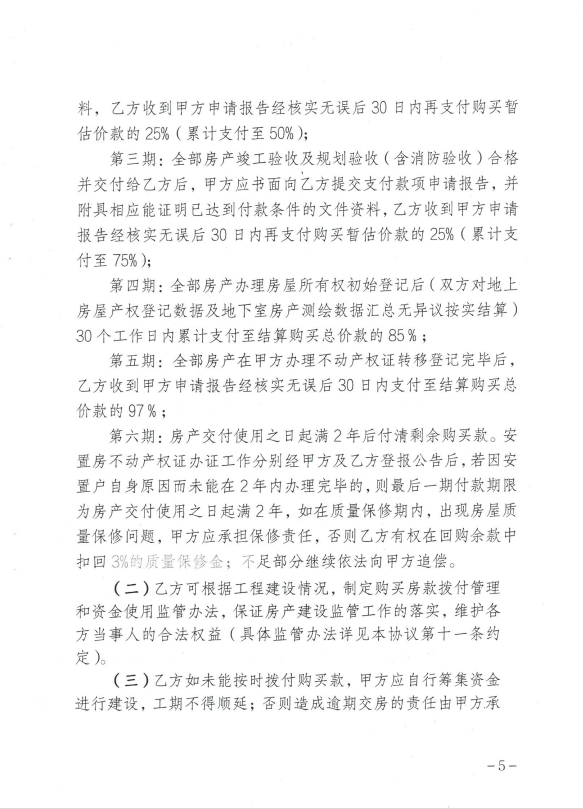 料，乙方收到甲方申请报告经核实无误后 30 日内再支付购买暂
估价款的 25%（累计支付至 50%）；
第三期：全部房产竣工验收及规划验收（含消防验收）合格
并交付给乙方后，甲方应书面向乙方提交支付款项申请报告，并
附具相应能证明已达到付款条件的文件资料，乙方收到甲方申请
报告经核实无误后 30 日内再支付购买暂估价款的 25%（累计支
付至 75%）；
第四期：全部房产办理房屋所有权初始登记后（双方对地上
房屋产权登记数据及地下室房产测绘数据汇总无异议按实结算）
30 个工作日内累计支付至结算购买总价款的 85%；
第五期：全部房产在甲方办理不动产权证转移登记完毕后，
乙方收到甲方申请报告经核实无误后 30 日内支付至结算购买总
价款的 97%；
第六期：房产交付使用之日起满 2 年后付清剩余购买款。安
置房不动产权证办证工作分别经甲方及乙方登报公告后，若因安
置户自身原因而未能在 2 年内办理完毕的，则最后一期付款期限
为房产交付使用之日起满 2 年，如在质量保修期内，出现房屋质
量保修问题，甲方应承担保修责任，否则乙方有权在回购余款中
扣回 3%的质量保修金；不足部分继续依法向甲方追偿。
（二）乙方可根据工程建设情况，制定购买房款拨付管理
和资金使用监管办法，保证房产建设监管工作的落实，维护各
方当事人的合法权益（具体监管办法详见本协议第十一条约
定）。
（三）乙方如未能按时拨付购买款，甲方应自行筹集资金
进行建设，工期不得顺延；否则造成逾期交房的责任由甲方承
-5-